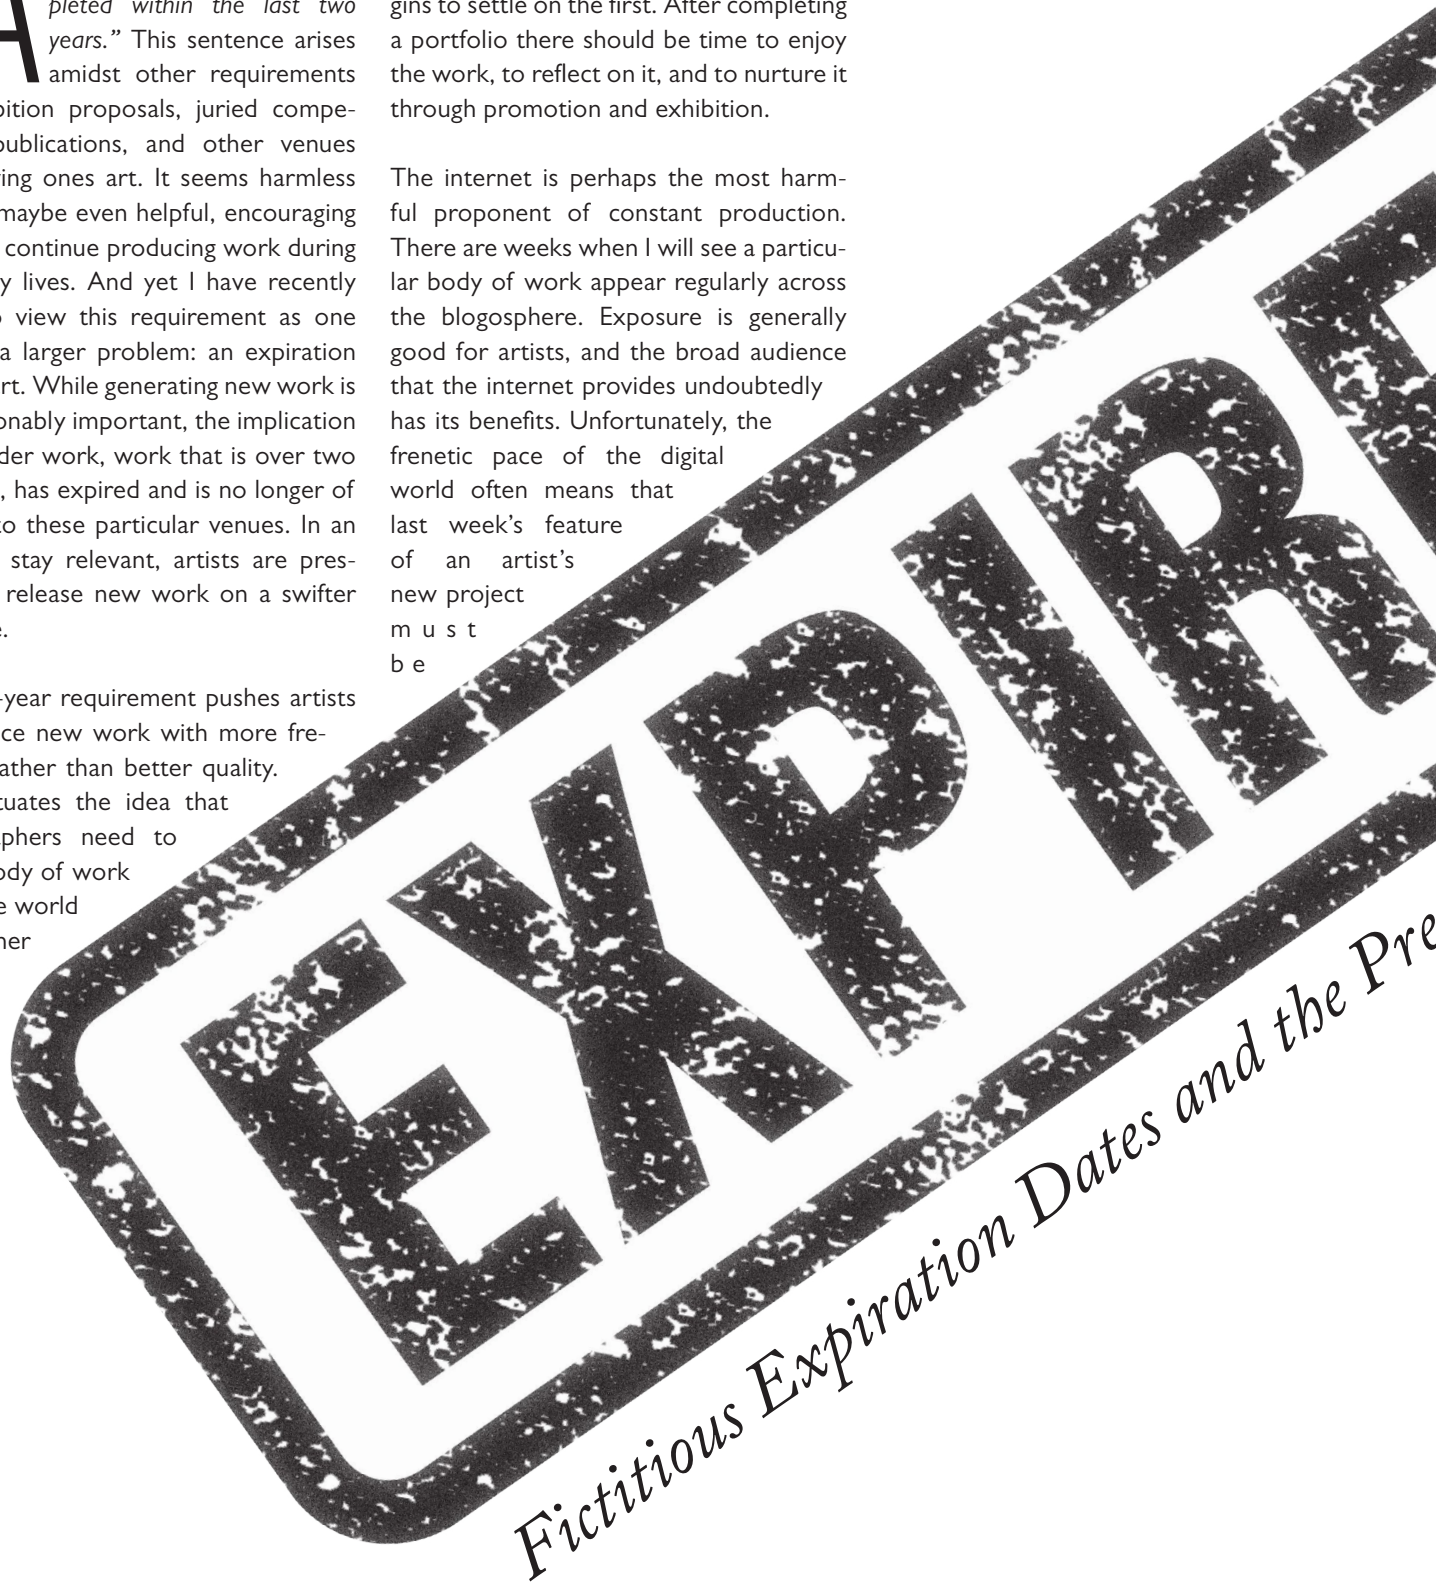 A
pleted within the last two
years.” This sentence arises
amidst other requirements
bition proposals, juried compe-
publications, and other venues
ing ones art. It seems harmless
maybe even helpful, encouraging
continue producing work during
y lives. And yet I have recently
view this requirement as one
a larger problem: an expiration
rt. While generating new work is
onably important, the implication
der work, work that is over two
, has expired and is no longer of
to these particular venues. In an
stay relevant, artists are pres-
release new work on a swifter
e.
-year requirement pushes artists
ce new work with more fre-
ather than better quality.
tuates the idea that
phers need to
ody of work
e world
her
gins to settle on the first. After completing
a portfolio there should be time to enjoy
the work, to reflect on it, and to nurture it
through promotion and exhibition.
The internet is perhaps the most harm-
ful proponent of constant production.
There are weeks when I will see a particu-
lar body of work appear regularly across
the blogosphere. Exposure is generally
good for artists, and the broad audience
that the internet provides undoubtedly
has its benefits. Unfortunately, the
frenetic pace of the digital
world often means that
last week’s feature
of an artist’s
new project
must
be
EXPIRE
Fictitious Expiration Dates and the Pre